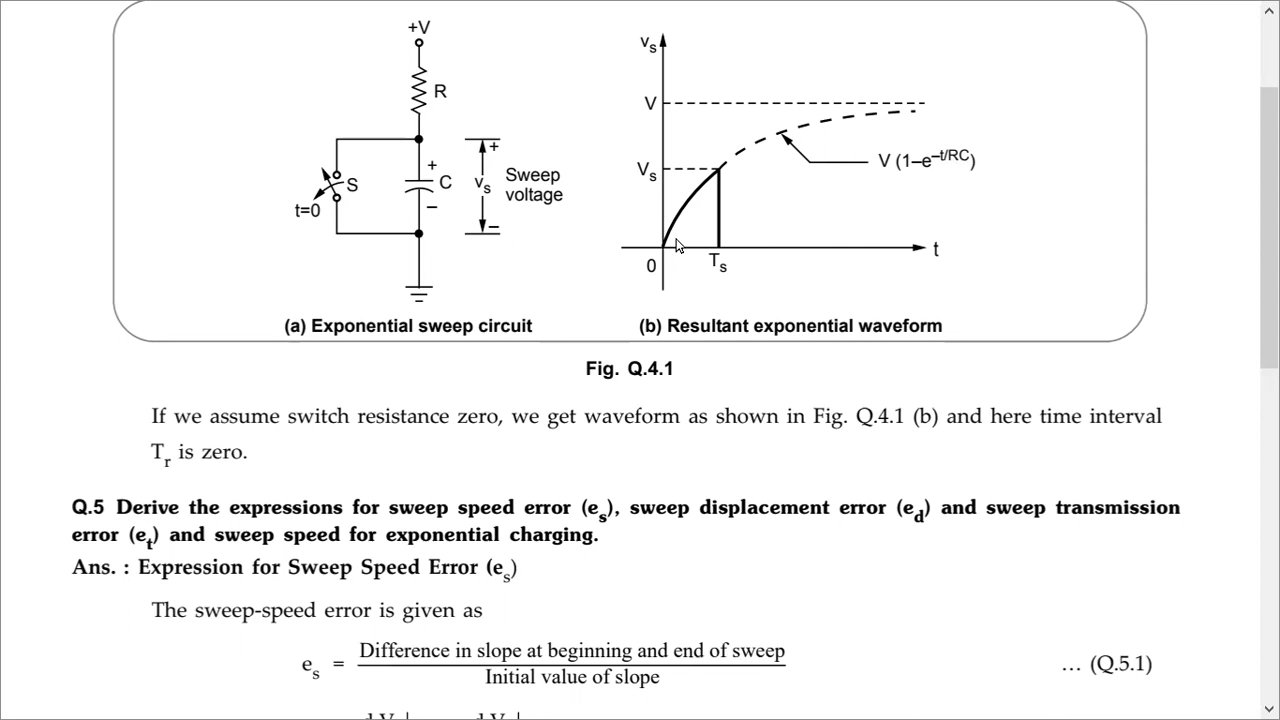 +V
R
+
+
S
C
vs
Sweep
voltage
t=0
–
–
vs
V
Vs
V (1–e–t/RC)
0
Ts
t
(a) Exponential sweep circuit
(b) Resultant exponential waveform
Fig. Q.4.1
If we assume switch resistance zero, we get waveform as shown in Fig. Q.4.1 (b) and here time interval
Tr is zero.
Q.5 Derive the expressions for sweep speed error (es), sweep displacement error (ed) and sweep transmission
error (et) and sweep speed for exponential charging.
Ans. : Expression for Sweep Speed Error (es)
The sweep-speed error is given as
Difference in slope at beginning and end of sweep
es = … (Q.5.1)
Initial value of slope